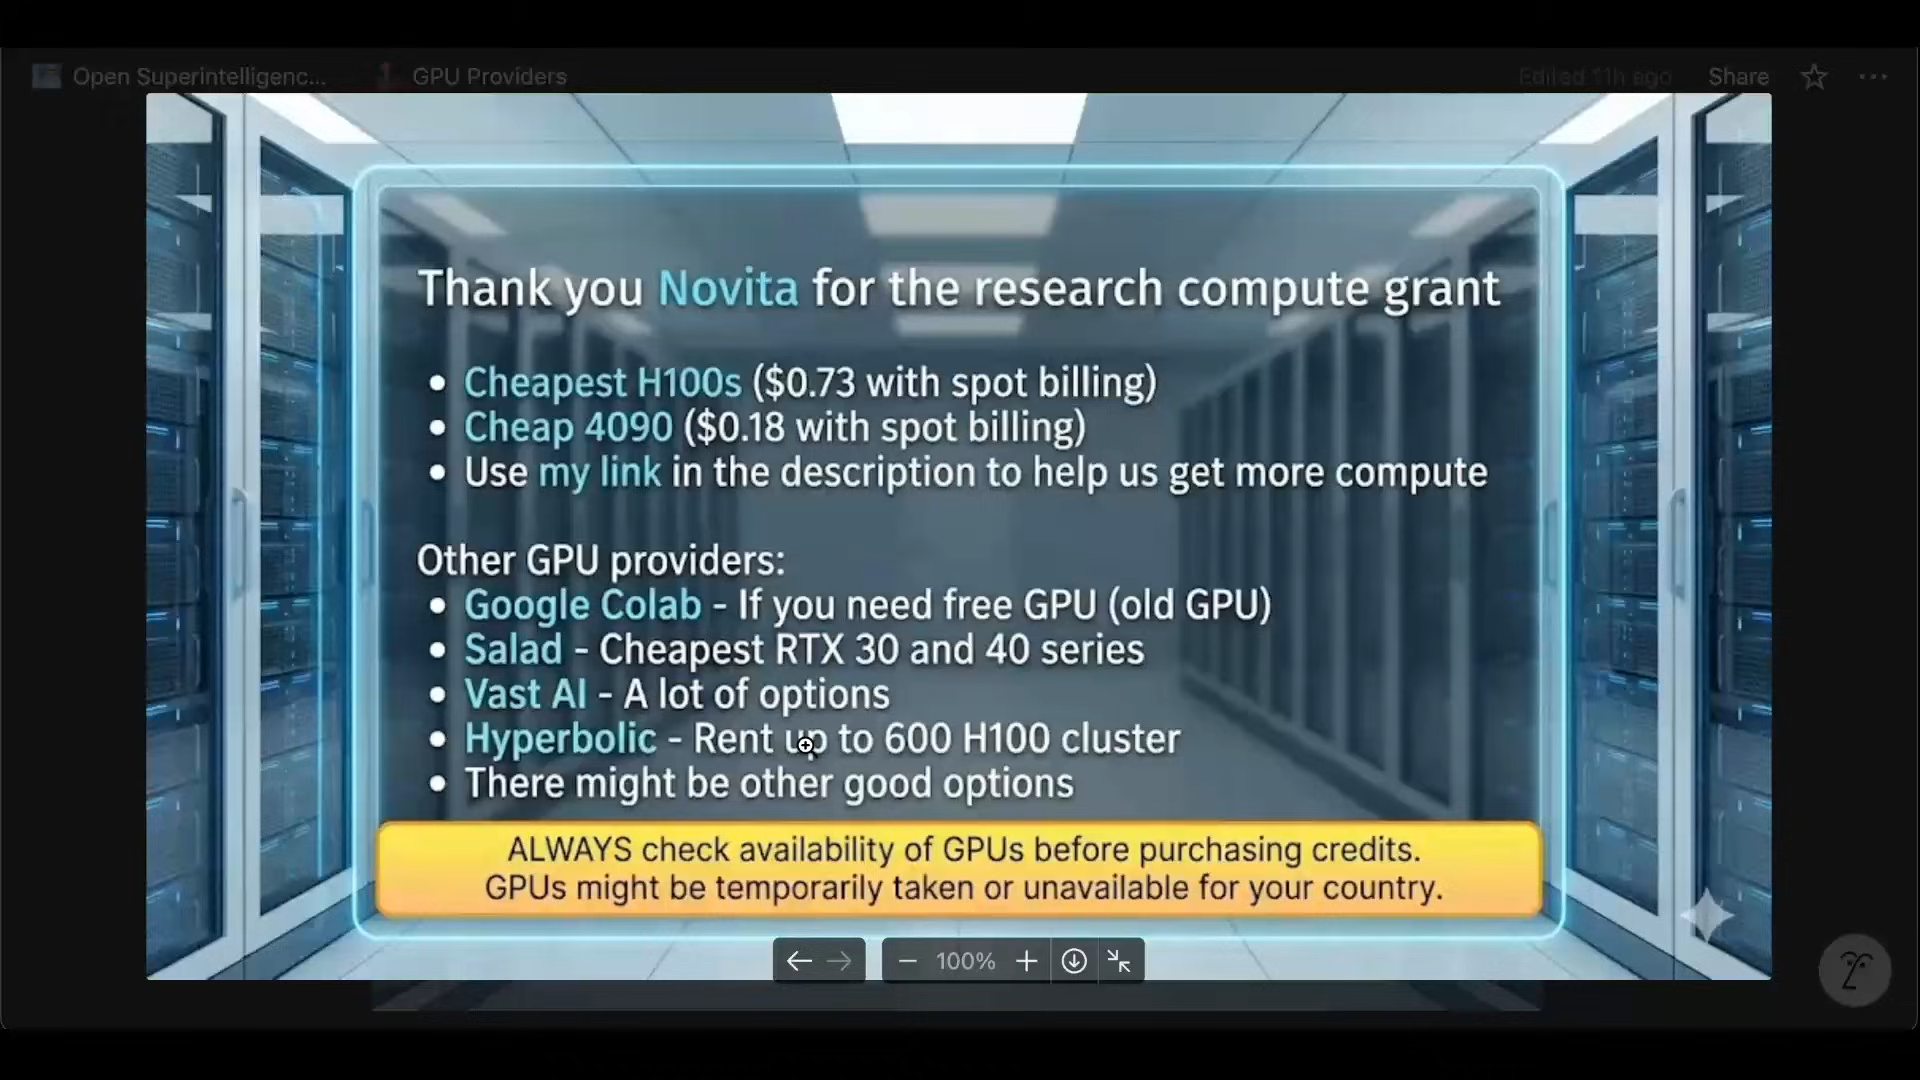 Open Superintelligenc...
GPU Providers
Edited 11h ago
Share
Thank you Novita for the research compute grant
• Cheapest H100s ($0.73 with spot billing)
• Cheap 4090 ($0.18 with spot billing)
• Use my link in the description to help us get more compute
Other GPU providers:
• Google Colab - If you need free GPU (old GPU)
• Salad - Cheapest RTX 30 and 40 series
• Vast AI - A lot of options
• Hyperbolic - Rent up to 600 H100 cluster
• There might be other good options
ALWAYS check availability of GPUs before purchasing credits.
GPUs might be temporarily taken or unavailable for your country.
100%